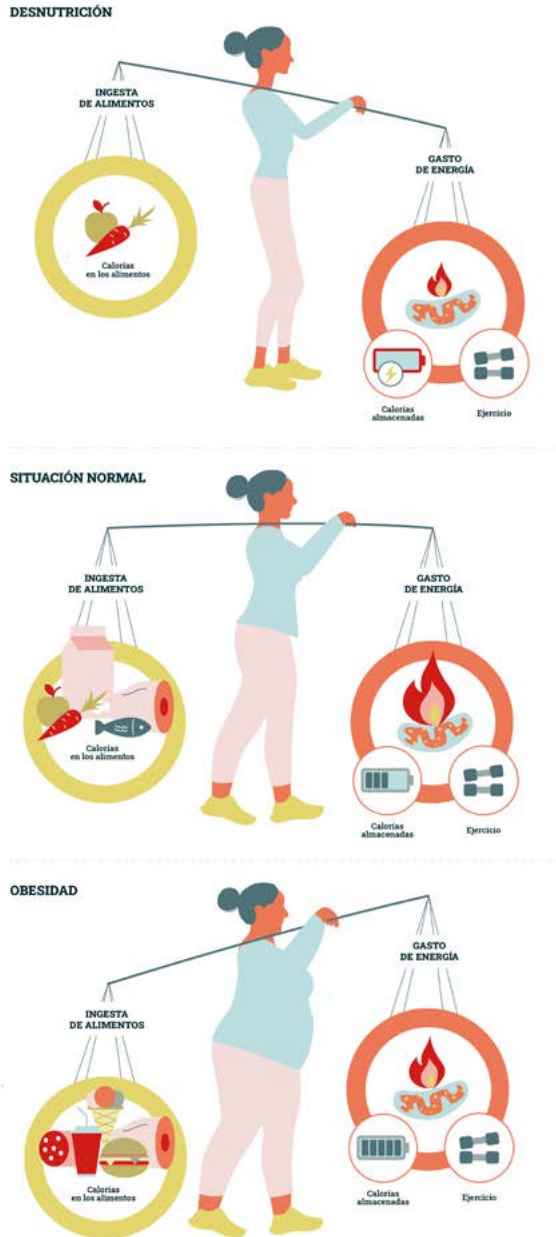 DESNUTRICIÓN
INGESTA
DE ALIMENTOS
GASTO
DE ENERGÍA
Calorías
en los alimentos
Calorías
almacenadas
Ejercicio
SITUACIÓN NORMAL
INGESTA
DE ALIMENTOS
GASTO
DE ENERGÍA
Calorías
en los alimentos
Calorías
almacenadas
Ejercicio
OBESIDAD
GASTO
DE ENERGÍA
INGESTA
DE ALIMENTOS
Calorías
en los alimentos
Calorías
almacenadas
Ejercicio